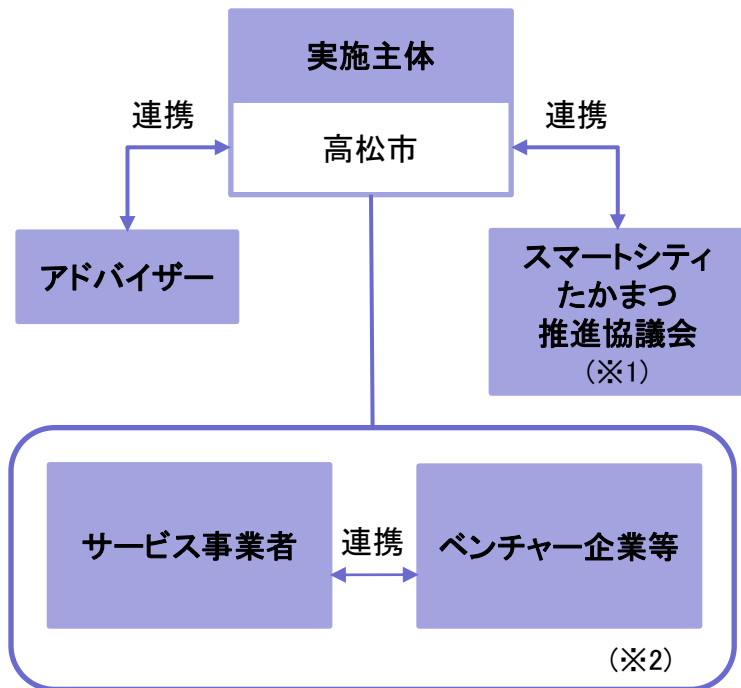 実施主体
連携
高松市
連携
アドバイザー
スマートシティ
たかまつ
推進協議会
(※1)
サービス事業者
連携
ベンチャー企業等
(※2)